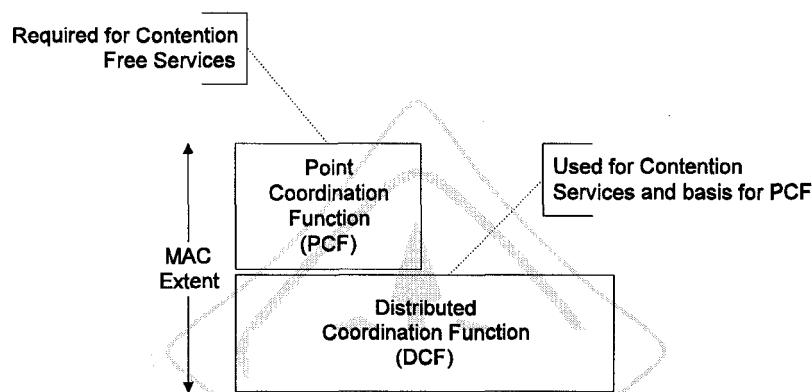 Required for Contention
Free Services
Point
Coordination
Function
(PCF)
Used for Contention
Services and basis for PCF
MAC
Extent
Distributed
Coordination Function
(DCF)